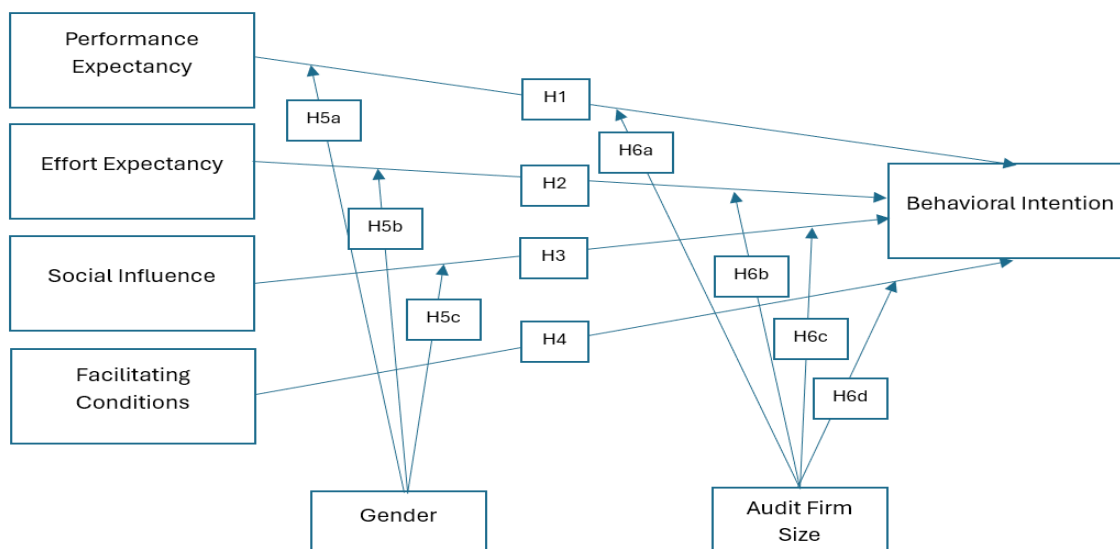 Performance
Expectancy
H1
H5a
H6a
Effort Expectancy
H2
Behavioral Intention
H5b
Social Influence
H3
H6b
H5c
H6c
H4
Facilitating
Conditions
H6d
Gender
Audit Firm
Size